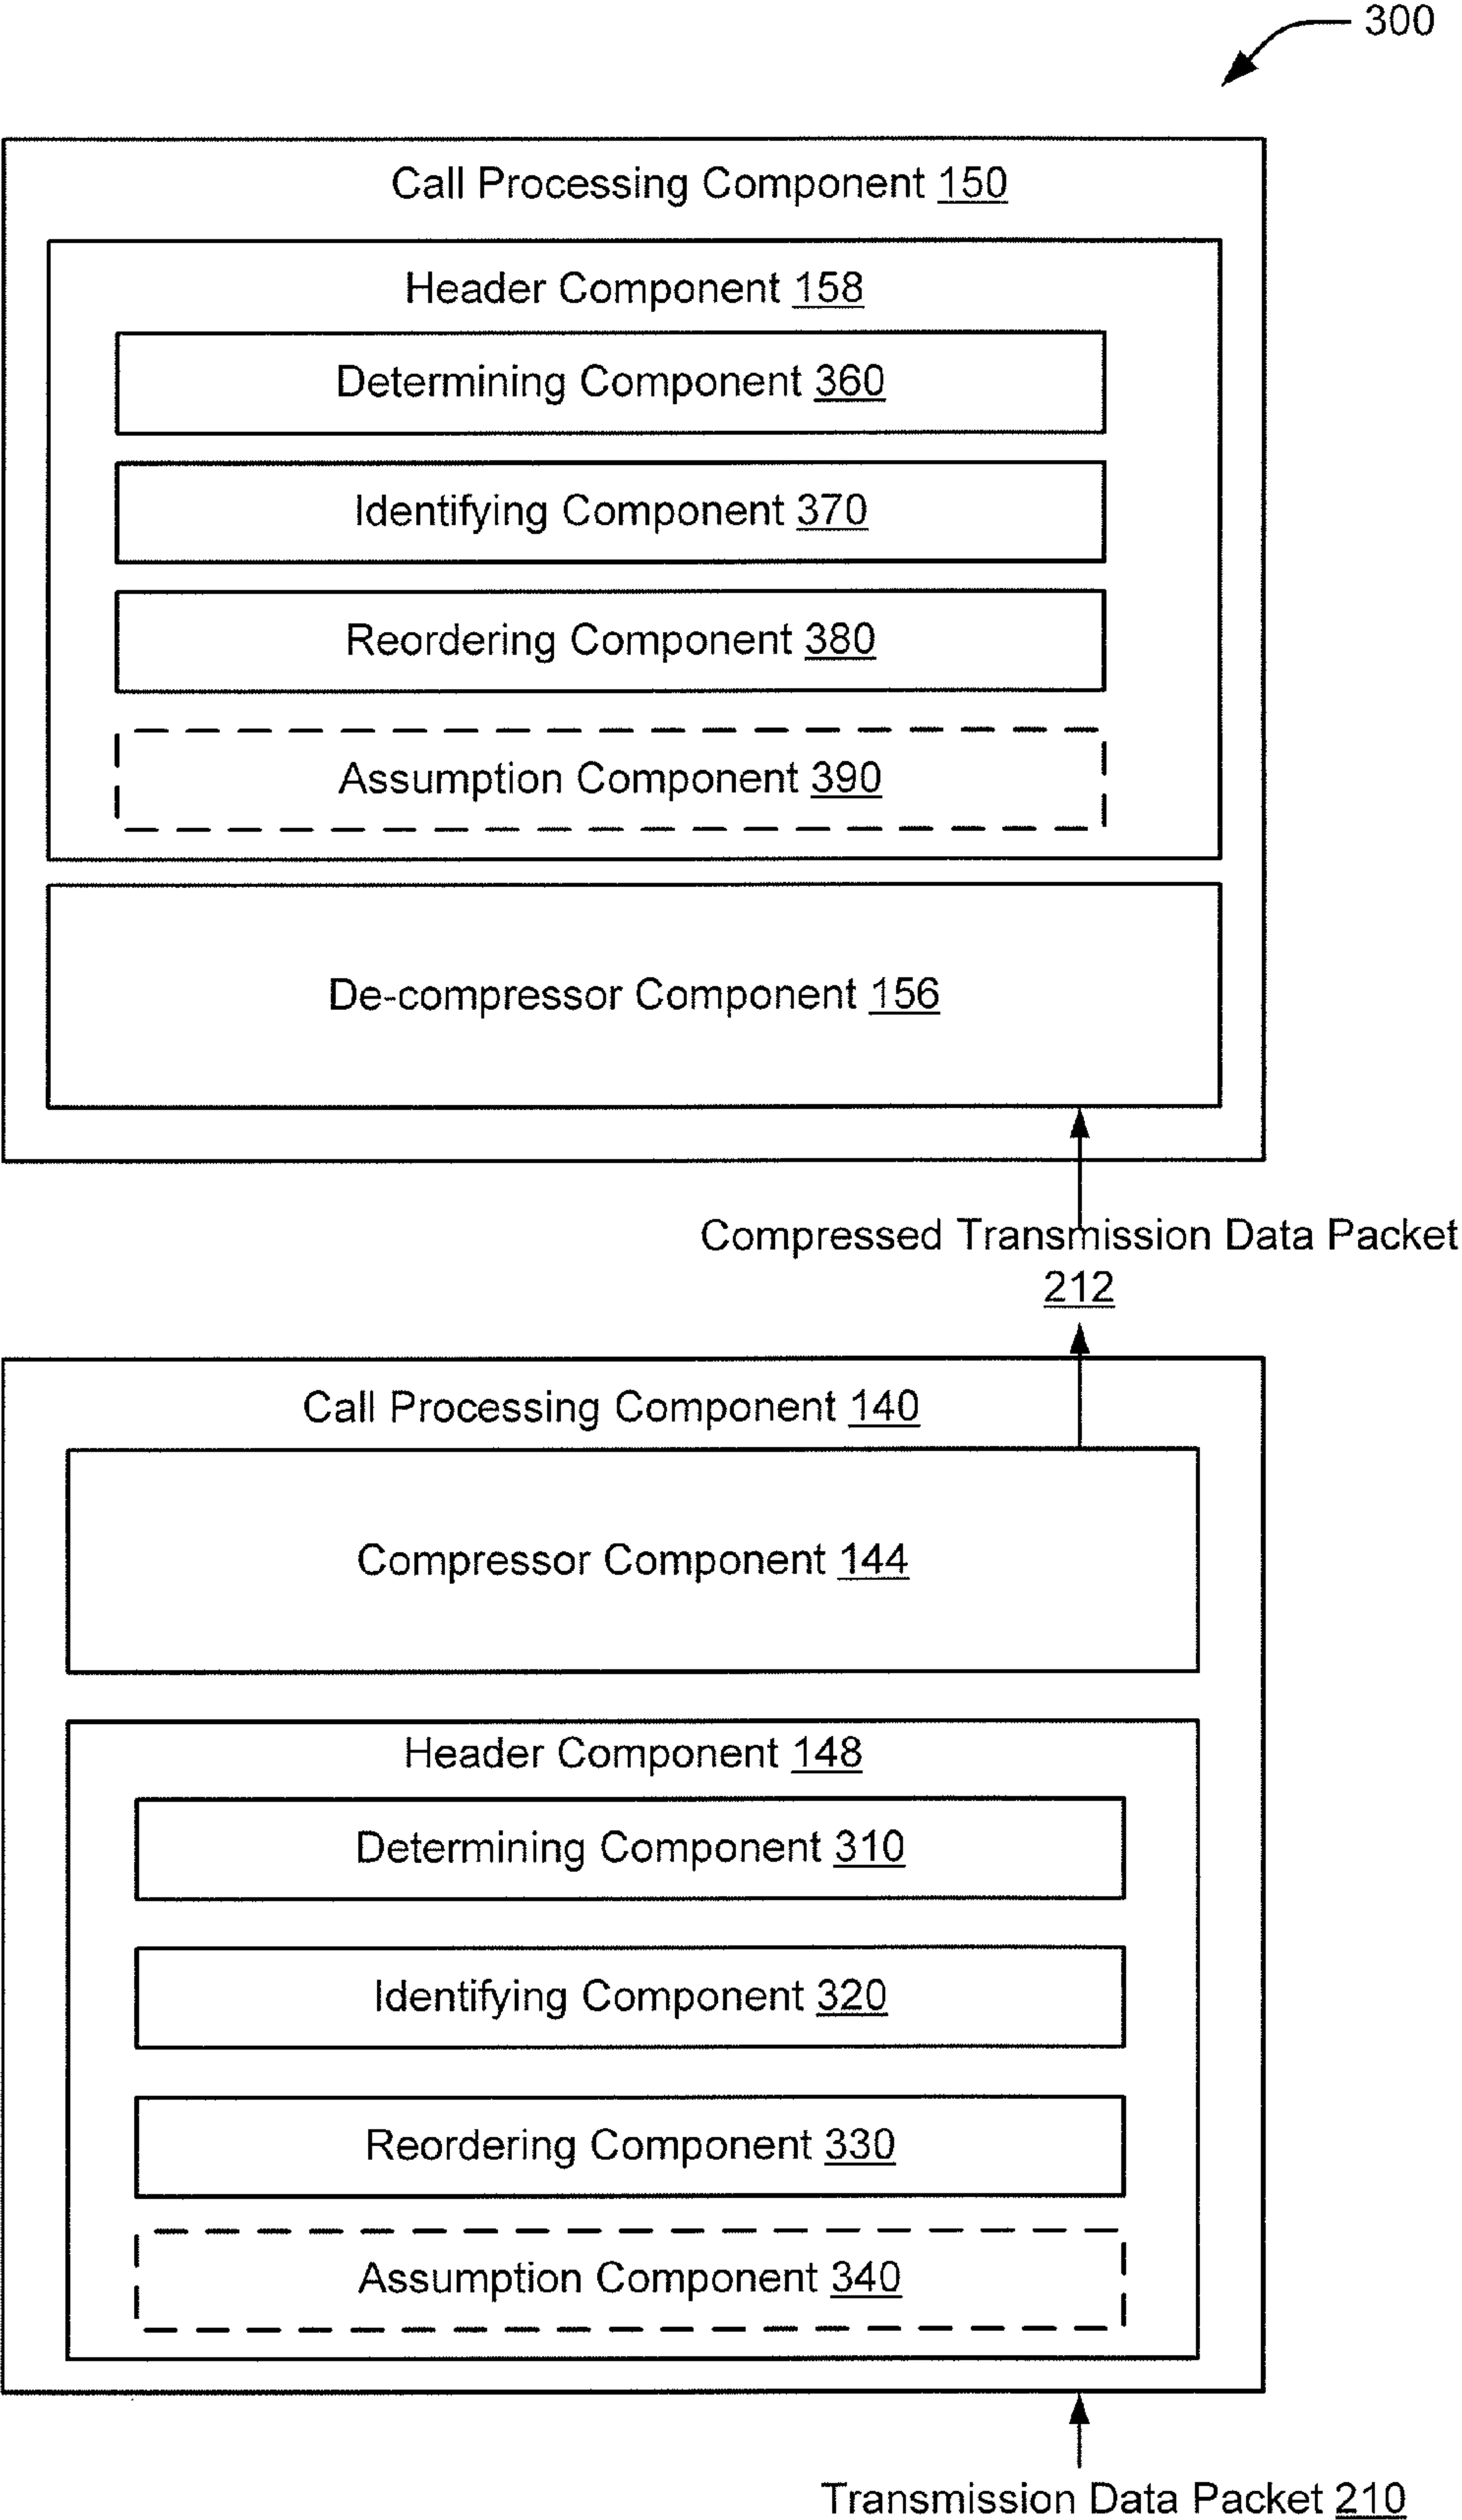 300
Call Processing Component 150
Header Component 158
Determining Component 360
Identifying Component 370
Reordering Component 380
Assumption Component 390
De-compressor Component 156
Compressed Transmission Data Packet
212
Call Processing Component 140
Compressor Component 144
Header Component 148
Determining Component 310
Identifying Component 320
Reordering Component 330
Assumption Component 340
Transmission Data Packet 210